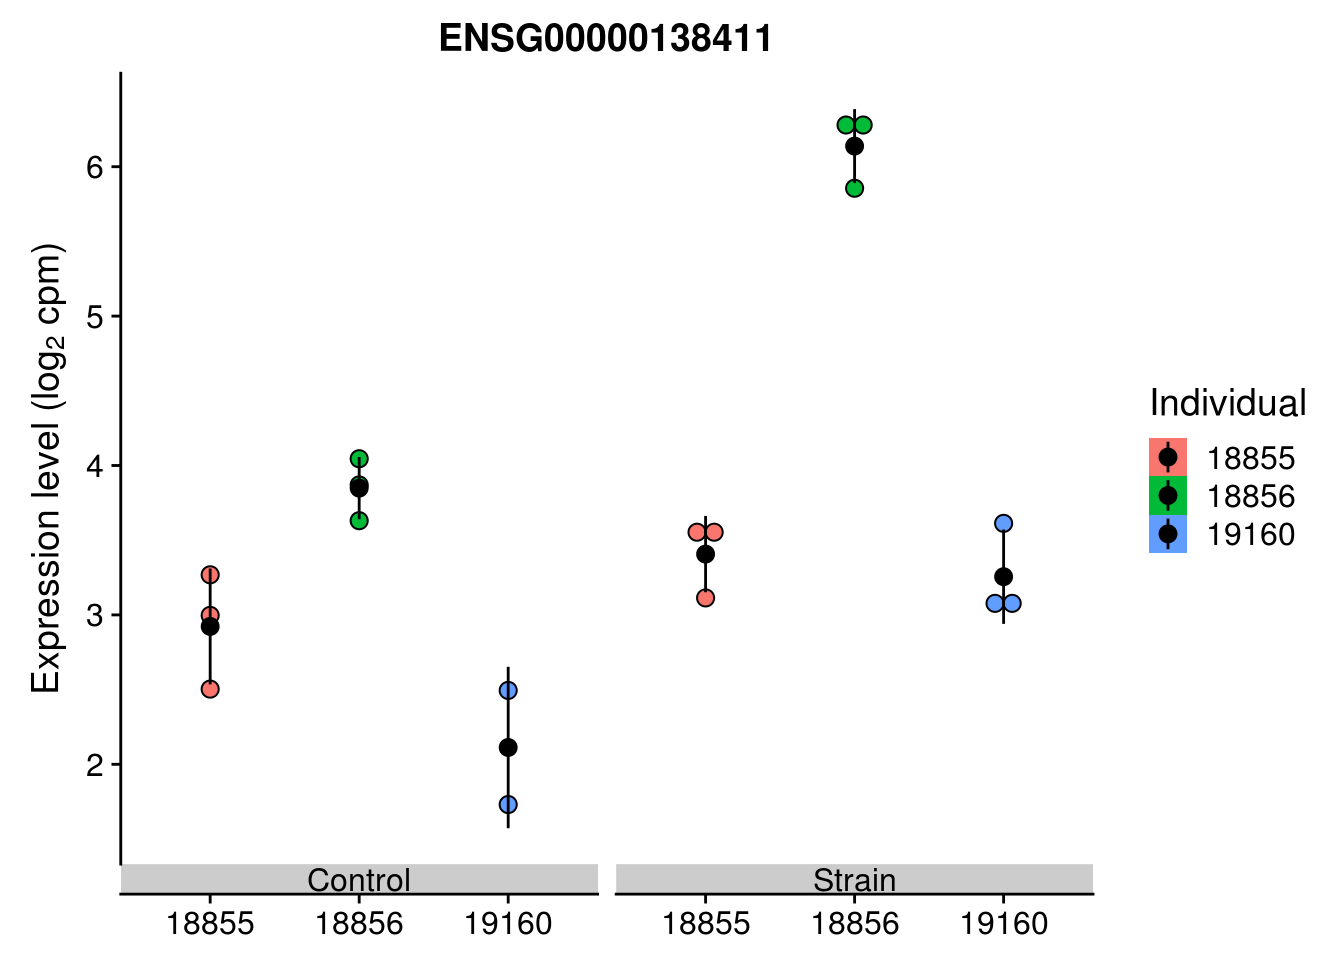 ENSG00000138411
Expression level (log2 cpm)
6
5
4
3
2
Control
Strain
18855 18856 19160
18855 18856 19160
Individual
18855
18856
19160